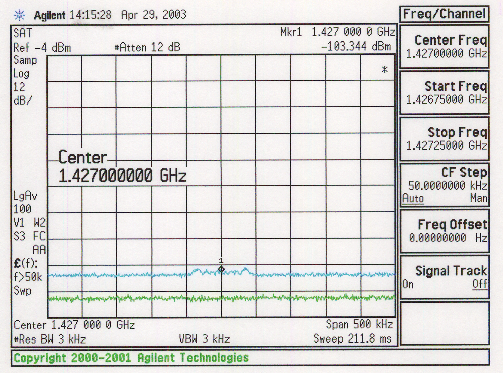 Agilent 14:15:28 Apr 29, 2003
Freq/Channel
SAT
Mkr1 1.427 000 0 GHz
Ref -4 dBm #Atten 12 dB -103.344 dBm
Samp
Log
12
dB/
*
Center
1.427000000 GHz
LgAv
100
V1 W2
S3 FC
AA
£(f):
f>50k
Swp
1
Center 1.427 000 0 GHz Span 500 kHz
#Res BW 3 kHz VBW 3 kHz Sweep 211.8 ms
Copyright 2000-2001 Agilent Technologies
Center Freq
1.42700000 GHz
Start Freq
1.42675000 GHz
Stop Freq
1.42725000 GHz
CF Step
50.0000000 kHz
Auto Man
Freq Offset
0.00000000 Hz
Signal Track
On Off